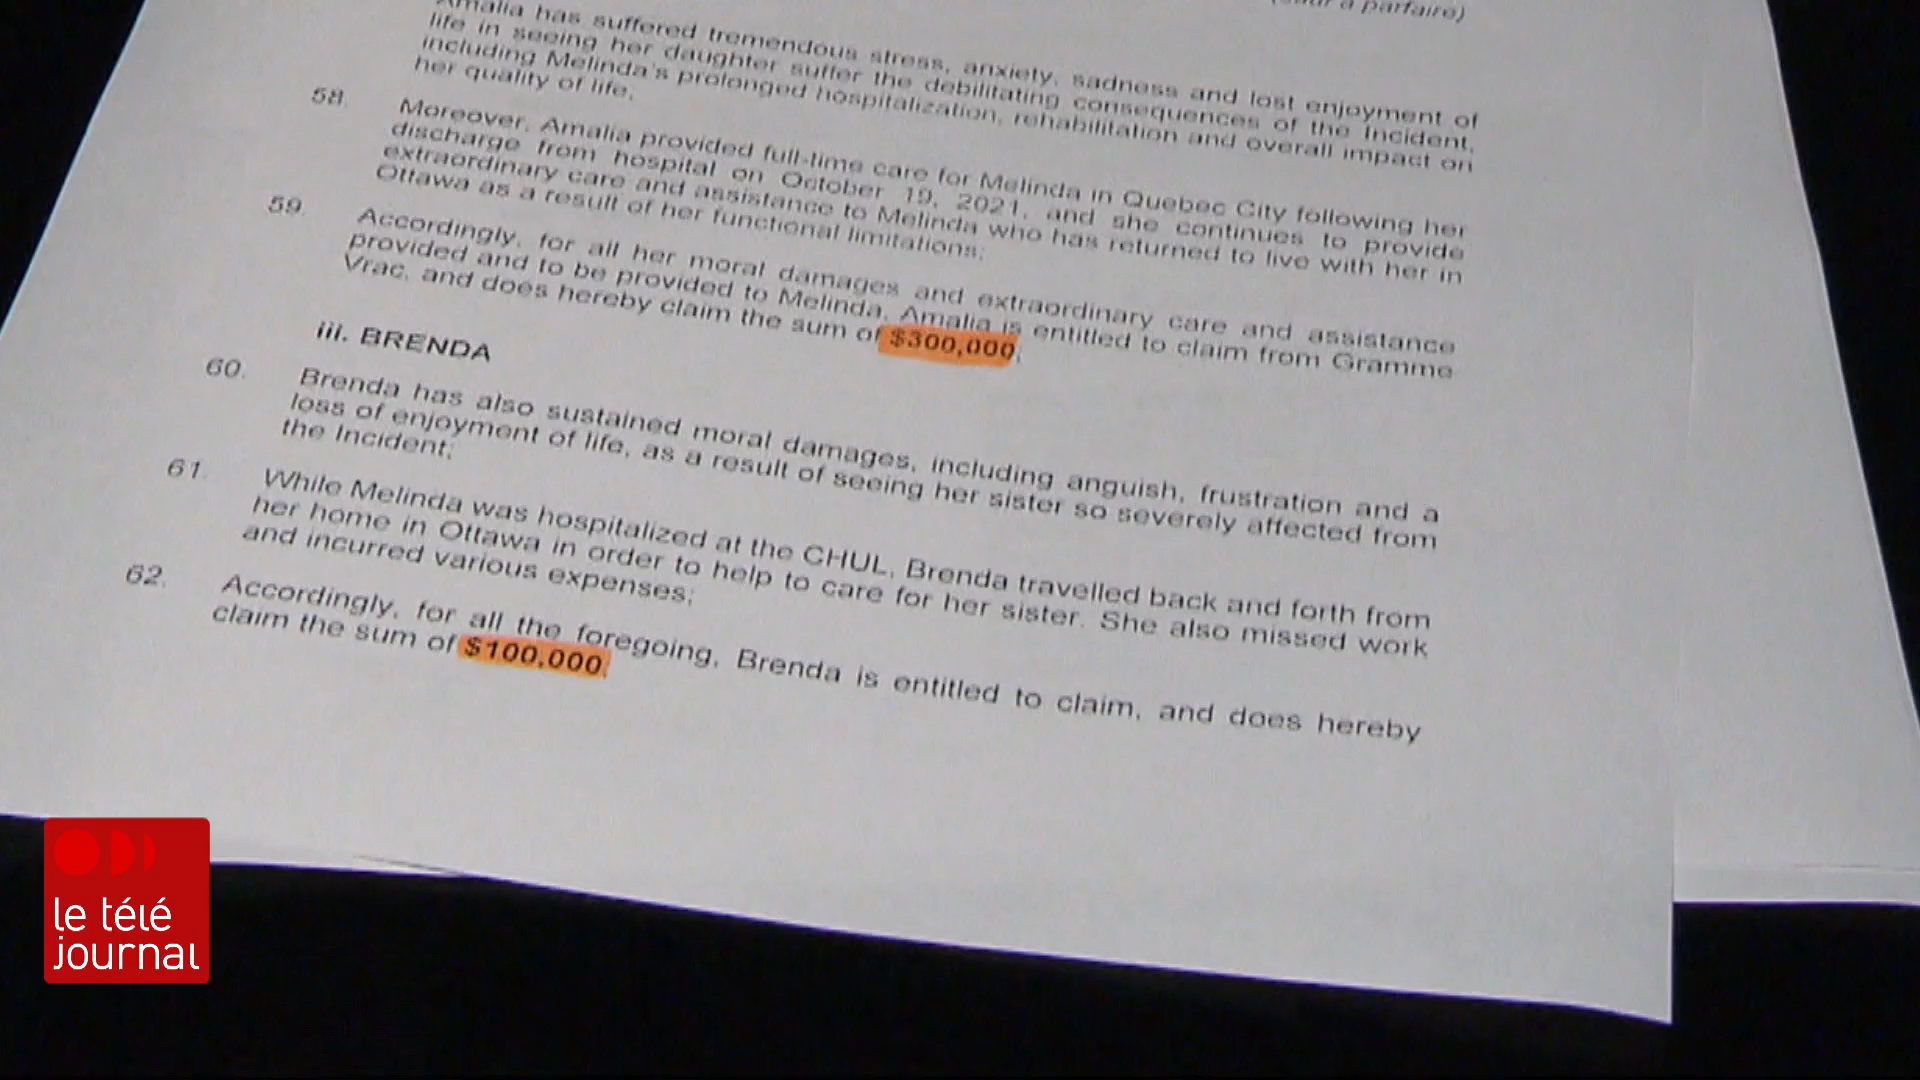 à parfaire)
Amalia has suffered tremendous stress, anxiety, sadness and lost enjoyment of
life in seeing her daughter suffer the debilitating consequences of the Incident,
including Melinda's prolonged hospitalization, rehabilitation and overall impact on
her quality of life.
58. Moreover, Amalia provided full-time care for Melinda in Quebec City following her
discharge from hospital on October 19, 2021, and she continues to provide
extraordinary care and assistance to Melinda who has returned to live with her in
Ottawa as a result of her functional limitations;
59. Accordingly, for all her moral damages and extraordinary care and assistance
provided and to be provided to Melinda, Amalia is entitled to claim from Gramme
Vrac, and does hereby claim the sum of $300,000;
iii. BRENDA
60. Brenda has also sustained moral damages, including anguish, frustration and a
loss of enjoyment of life, as a result of seeing her sister so severely affected from
the Incident;
61. While Melinda was hospitalized at the CHUL, Brenda travelled back and forth from
her home in Ottawa in order to help to care for her sister. She also missed work
and incurred various expenses;
62. Accordingly, for all the foregoing, Brenda is entitled to claim, and does hereby
claim the sum of $100,000;
le télé
journal